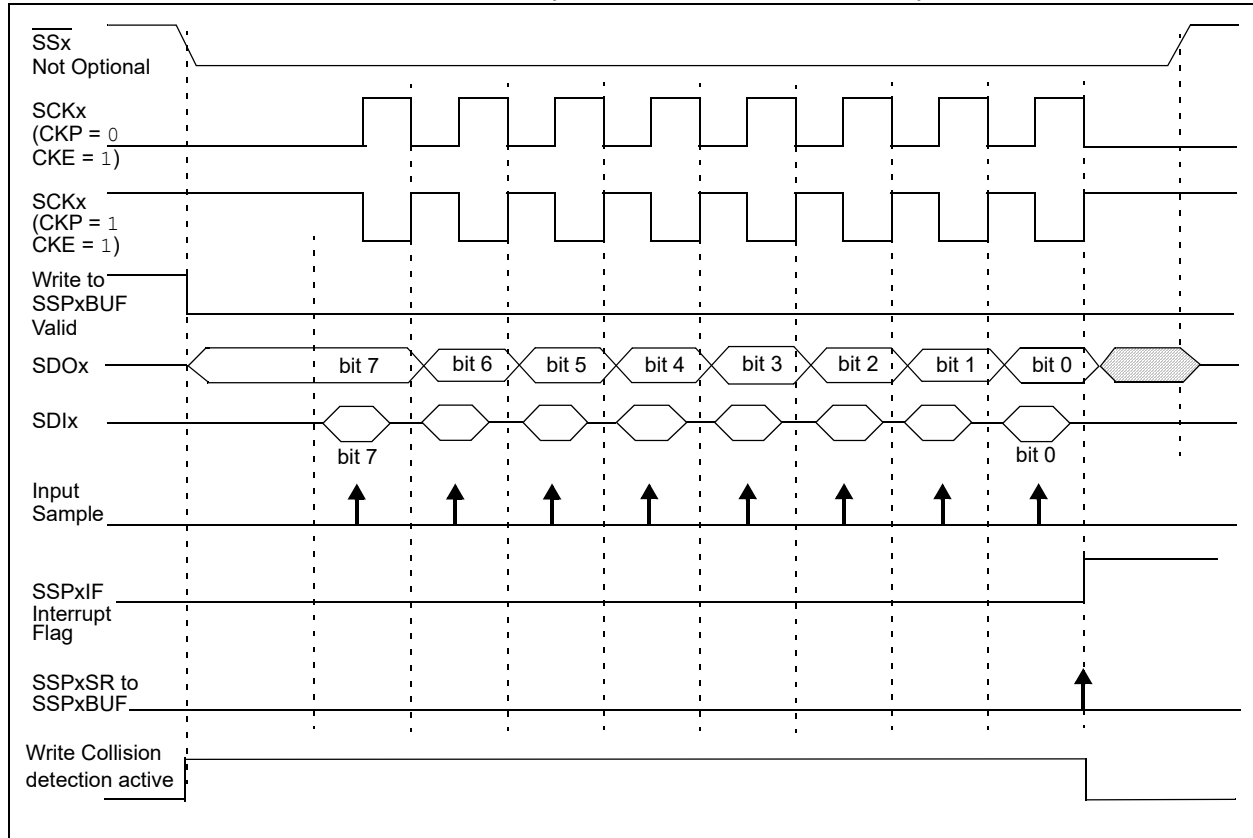 SSx
Not Optional
SCKx
(CKP = 0
CKE = 1)
SCKx
(CKP = 1
CKE = 1)
Write to
SSPxBUF
Valid
SDOx
bit 7
bit 6
bit 5
bit 4
bit 3
bit 2
bit 1
bit 0
SDIx
bit 7
bit 0
Input
Sample
SSPxIF
Interrupt
Flag
SSPxSR to
SSPxBUF
Write Collision
detection active